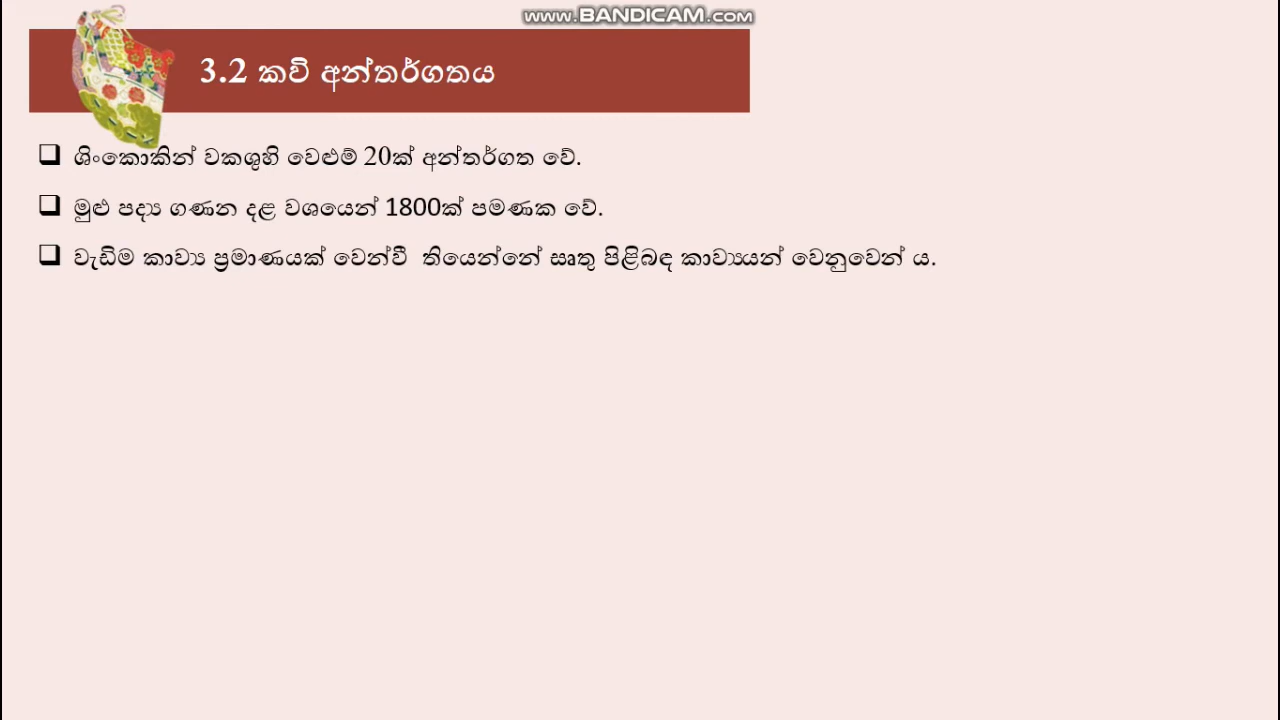 www.BANDICAM.com
3.2 කවි අන්තර්ගතය
ශිංකොකින් වකශුහි වෙළුම් 20ක් අන්තර්ගත වේ.
මුළු පද්‍ය ගණන දළ වශයෙන් 1800ක් පමණක වේ.
වැඩිම කාව්‍ය ප්‍රමාණයක් වෙන්වී තියෙන්නේ සෘතු පිළිබඳ කාව්‍යයන් වෙනුවෙන් ය.